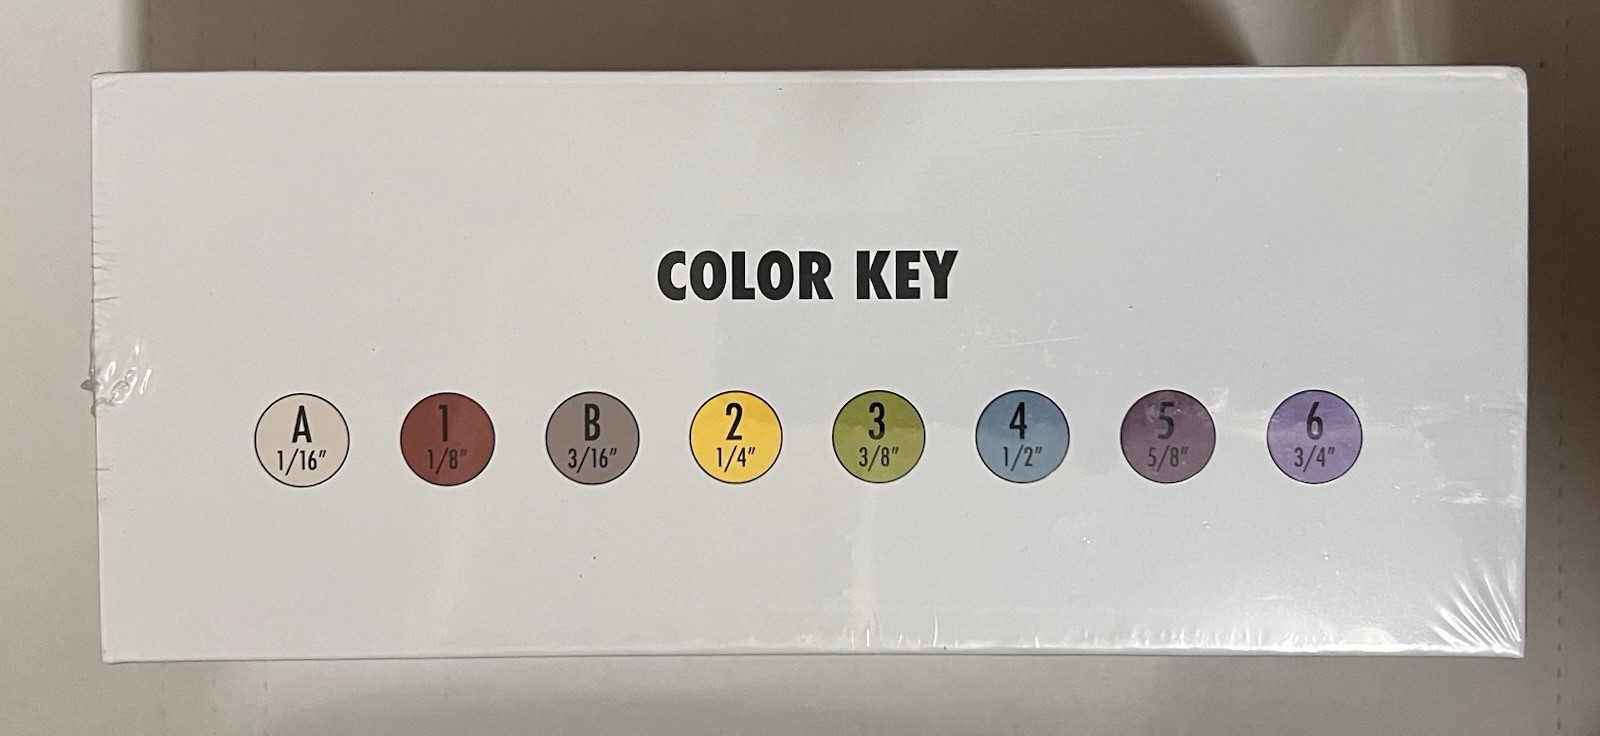 COLOR KEY
A 1 B 2 3 4 5 6
1/16" 1/8" 3/16" 1/4" 3/8" 1/2" 5/8" 3/4"